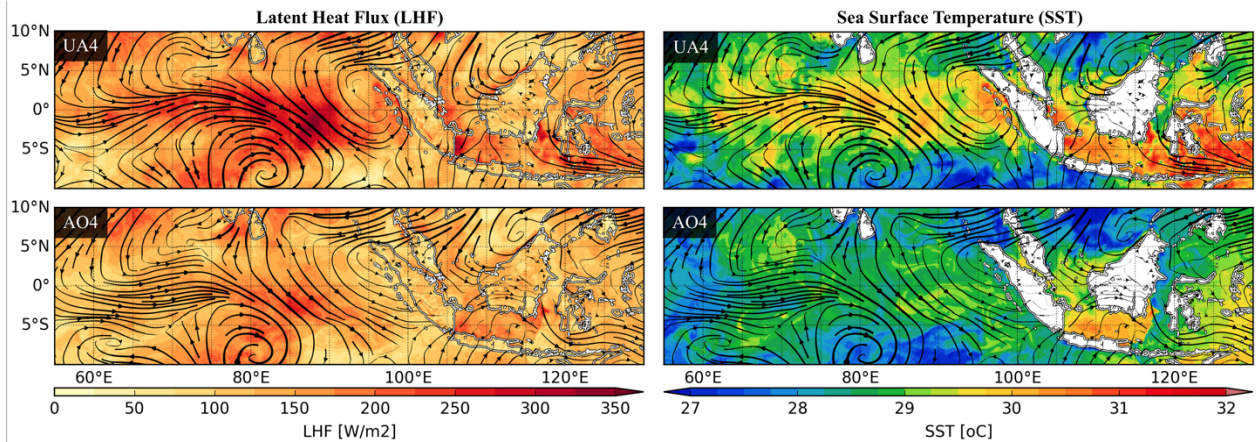 Latent Heat Flux (LHF)
Sea Surface Temperature (SST)
10°N
5°N
0°
5°S
UA4
UA4
10°N
5°N
0°
5°S
AO4
AO4
60°E 80°E 100°E 120°E
60°E 80°E 100°E 120°E
0 50 100 150 200 250 300 350
27 28 29 30 31 32
LHF [W/m2]
SST [oC]